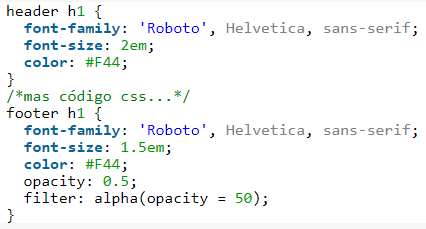 header h1 {
  font-family: 'Roboto', Helvetica, sans-serif;
  font-size: 2em;
  color: #F44;
}
/*mas código css...*/
footer h1 {
  font-family: 'Roboto', Helvetica, sans-serif;
  font-size: 1.5em;
  color: #F44;
  opacity: 0.5;
  filter: alpha(opacity = 50);
}